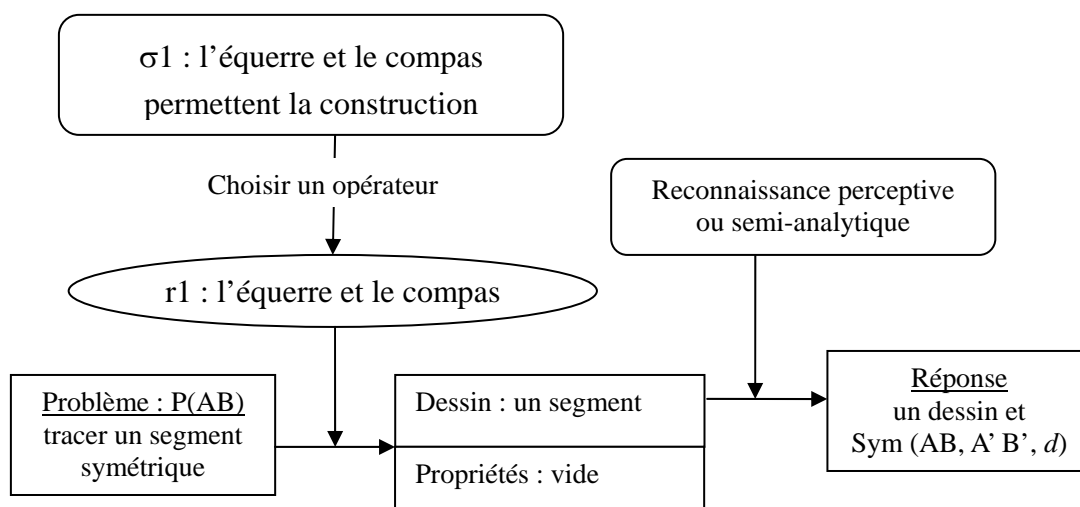 σ1 : l’équerre et le compas
permettent la construction
Choisir un opérateur
Reconnaissance perceptive
ou semi-analytique
r1 : l’équerre et le compas
Problème : P(AB)
tracer un segment
symétrique
Dessin : un segment
Propriétés : vide
Réponse
un dessin et
Sym (AB, A’ B’, d)